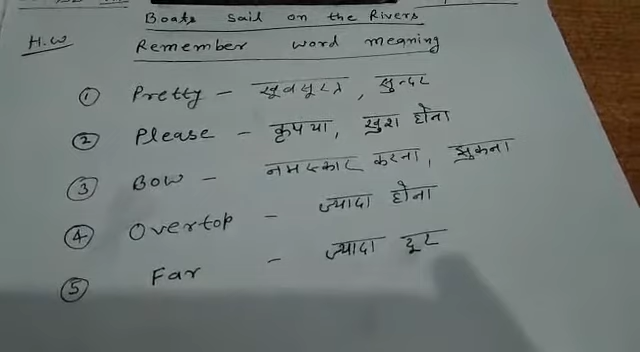 Boats sail on the Rivers
H.W Remember word meaning
① Pretty - खूबसूरत, सुन्दर
② Please - कृपया, खुश होना
③ Bow - नमस्कार करना, झुकना
④ Overtop - ज्यादा होना
⑤ Far - ज्यादा दूर